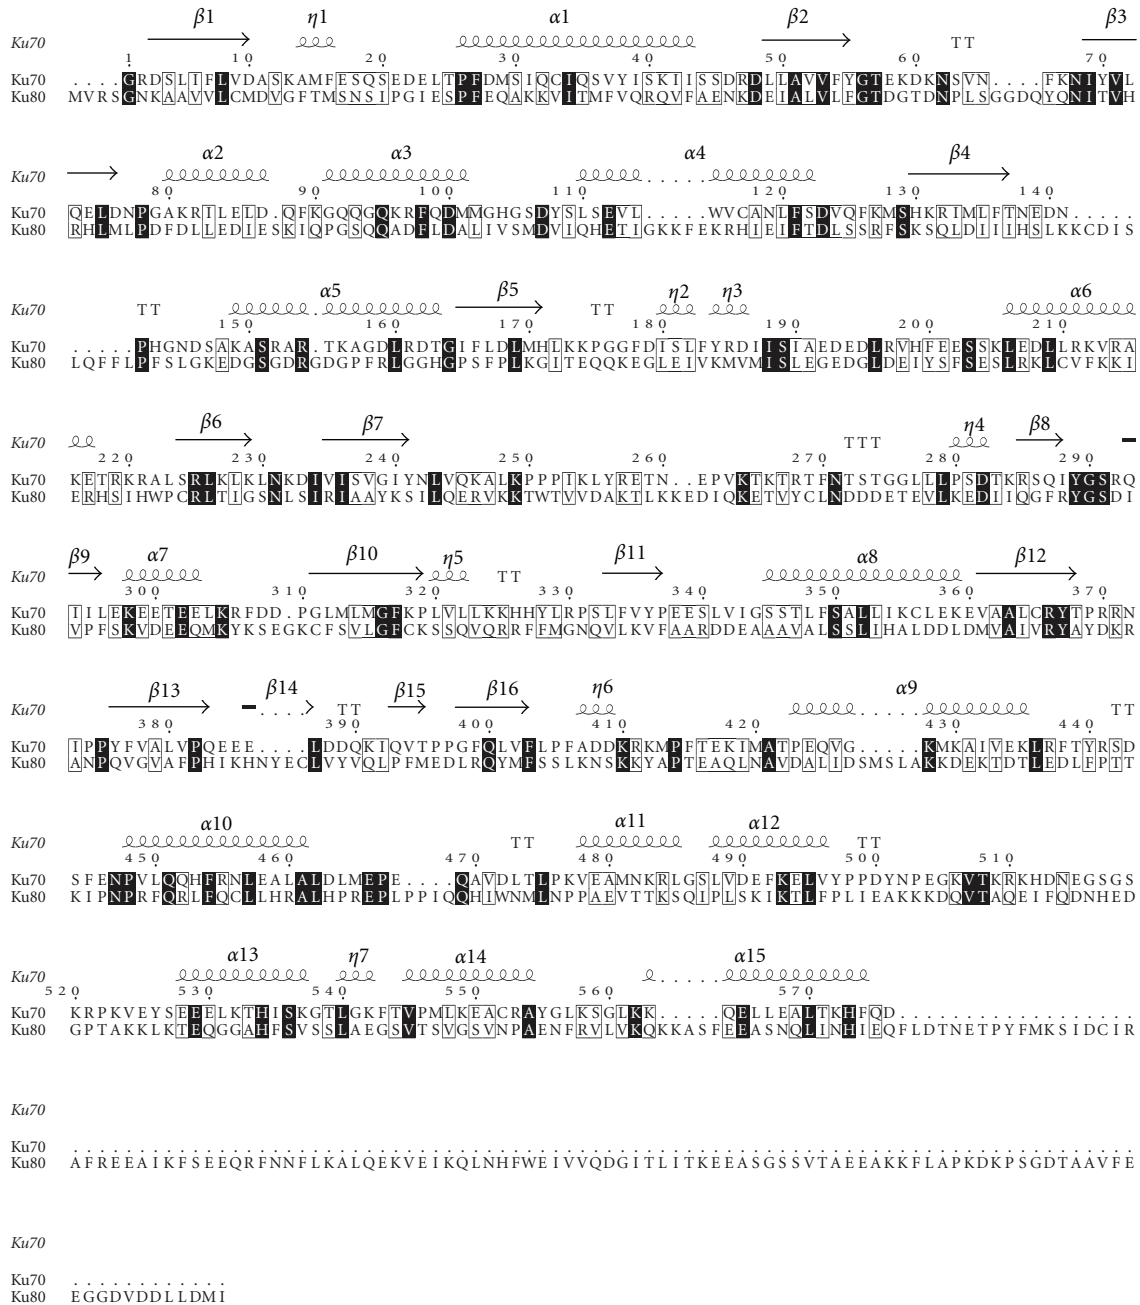 β1 η1 α1 β2 β3
Ku70 TT
1 10 20 30 40 50 60 70
Ku70 ....GRDSLIFLVDASKAMFESQSEDELTPFDMSIQCIQSVYISKIISSDRDLLAVVFYGTEKDKNSVN....FKNIYVL
Ku80 MVRSGNKAAVVLCMDVGFTMSNSIPGIESPFEQAKKVITMFVQRQVFAENKDEIALVLFGTDGTDNPLSGGDQYQNITVH
α2 α3 α4 β4
Ku70 .....
80 90 100 110 120 130 140
Ku70 QELDNPGAKRILELD.QFKGQQGQKRFQDMMGHGSDYSLSEVL.....WVCANLFSDVQFKMSHKRIMLFTNEDN.....
Ku80 RHLMLPDFDLLEDIESKIQPGSQQADFLDALIVSMDVIQHETIGKKFEKRHIEIFTDLSSRFSKSQLDIIIHSLKKCDIS
α5 β5 η2 η3 α6
Ku70 TT . TT
150 160 170 180 190 200 210
Ku70 .....PHGNDSAKASRAR.TKAGDLRDTGIFLDLMHLKKPGGFDISLFYRDIISIAEDEDLRVHFEESSKLEDLLRKVRA
Ku80 LQFFLPFSLGKEDGSGDRGDGPFRLGGHGPSFPLKGITEQQKEGLEIVKMVMISLEGEDGLDEIYSFSESLRKLCVFKKI
β6 β7 η4 β8
Ku70 TTT
220 230 240 250 260 270 280 290
Ku70 KETRKRALSRLKLKLNKDIVISVGIYNLVQKALKPPPIKLYRETN..EPVKTKTRTFNTSTGGLLLPSDTKRSQIYGSRQ
Ku80 ERHSIHWPCRLTIGSNLSIRIAAYKSILQERVKKTWTVVDAKTLKKEDIQKETVYCLNDDDETEVLKEDIIQGFRYGSDI
β9 α7 β10 η5 β11 α8 β12
Ku70 TT
300 310 320 330 340 350 360 370
Ku70 IILEKEETEELKRFDD.PGLMLMGFKPLVLLKKHHYLRPSLFVYPEESLVIGSSTLFSALLIKCLEKEVAALCRYTPRRN
Ku80 VPFSKVDEEQMKYKSEGKCFSVLGFCKSSQVQRRFFMGNQVLKVFAARDDEAAAVALSSLIHALDDLDMVAIVRYAYDKR
β13 β14 β15 β16 η6 α9
Ku70 .... TT ..... TT
380 390 400 410 420 430 440
Ku70 IPPYFVALVPQEEE....LDDQKIQVTPPGFQLVFLPFADDKRKMPFTEKIMATPEQVG.....KMKAIVEKLRFTYRSD
Ku80 ANPQVGVAFPHIKHNYECLVYVQLPFMEDLRQYMFSSLKNSKKYAPTEAQLNAVDALIDSMSLAKKDEKTDTLEDLFPTT
α10 α11 α12
Ku70 TT TT
450 460 470 480 490 500 510
Ku70 SFENPVLQQHFRNLEALALDLMEPE....QAVDLTLPKVEAMNKRLGSLVDEFKELVYPPDYNPEGKVTKRKHDNEGSGS
Ku80 KIPNPRFQRLFQCLLHRALHPREPLPPIQQHIWNMLNPPAEVTTKSQIPLSKIKTLFPLIEAKKKDQVTAQEIFQDNHED
α13 η7 α14 α15
Ku70 .....
520 530 540 550 560 570
Ku70 KRPKVEYSEEELKTHISKGTLGKFTVPMLKEACRAYGLKSGLKK.....QELLEALTKHFQD..................
Ku80 GPTAKKLKTEQGGAHFSVSSLAEGSVTSVGSVNPAENFRVLVKQKKASFEEASNQLINHIEQFLDTNETPYFMKSIDCIR
Ku70
Ku70 ................................................................................
Ku80 AFREEAIKFSEEQRFNNFLKALQEKVEIKQLNHFWEIVVQDGITLITKEEASGSSVTAEEAKKFLAPKDKPSGDTAAVFE
Ku70
Ku70 ............
Ku80 EGGDVDDLLDMI